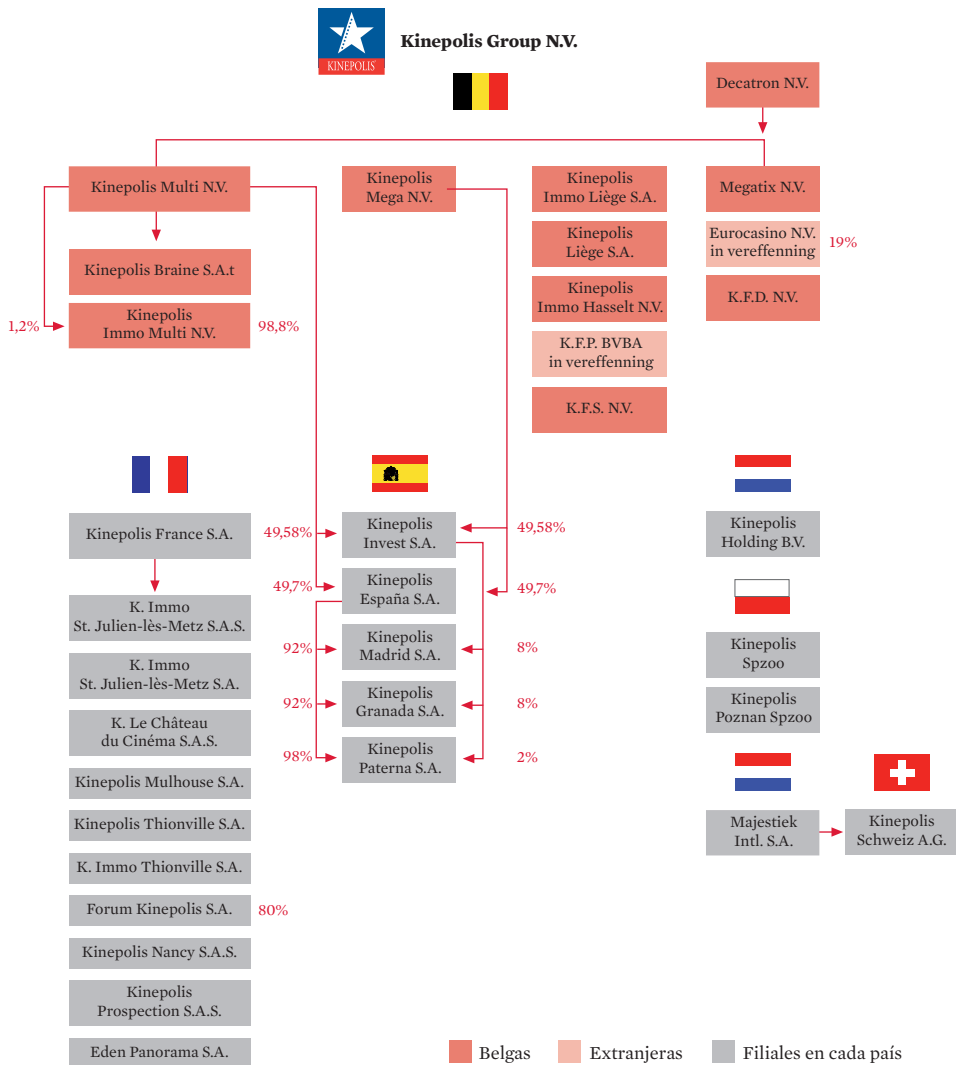 KINEPOLIS
Kinepolis Group N.V.
Decatron N.V.
Kinepolis Multi N.V.
Kinepolis
Mega N.V.
Kinepolis
Immo Liège S.A.
Megatix N.V.
Kinepolis Braine S.A.t
Kinepolis
Liège S.A.
Eurocasino N.V.
in vereffenning
19%
1,2%
Kinepolis
Immo Multi N.V.
98,8%
Kinepolis
Immo Hasselt N.V.
K.F.D. N.V.
K.F.P. BVBA
in vereffenning
K.F.S. N.V.
Kinepolis France S.A.
K. Immo
St. Julien-lès-Metz S.A.S.
K. Immo
St. Julien-lès-Metz S.A.
K. Le Château
du Cinéma S.A.S.
Kinepolis Mulhouse S.A.
Kinepolis Thionville S.A.
K. Immo Thionville S.A.
Forum Kinepolis S.A.
80%
Kinepolis Nancy S.A.S.
Kinepolis
Prospection S.A.S.
Eden Panorama S.A.
49,58%
Kinepolis
Invest S.A.
49,58%
49,7%
Kinepolis
España S.A.
49,7%
92%
Kinepolis
Madrid S.A.
8%
92%
Kinepolis
Granada S.A.
8%
98%
Kinepolis
Paterna S.A.
2%
Kinepolis
Holding B.V.
Kinepolis
Spzoo
Kinepolis
Poznan Spzoo
Majestiek
Intl. S.A.
Kinepolis
Schweiz A.G.
Belgas
Extranjeras
Filiales en cada país